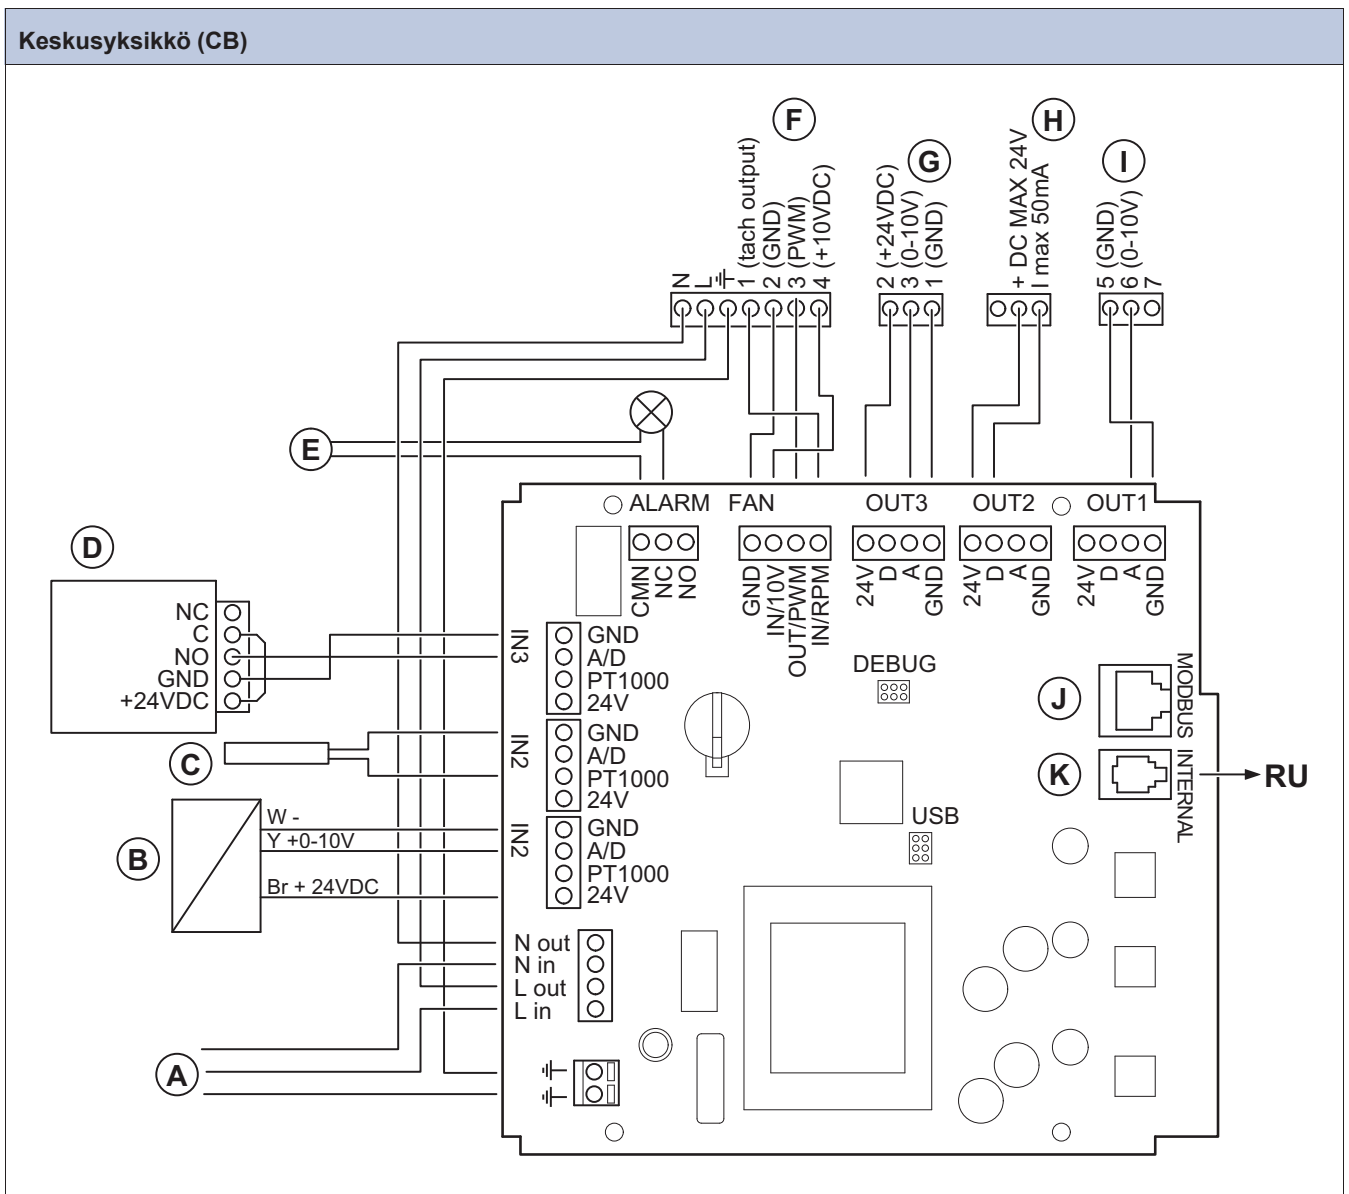 Keskusyksikkö (CB)
F
N
L
1 (tach output)
2 (GND)
3 (PWM)
4 (+10VDC)
G
2 (+24VDC)
3 (0-10V)
1 (GND)
H
+ DC MAX 24V
I max 50mA
I
5 (GND)
6 (0-10V)
7
E
ALARM
CMN
NC
NO
FAN
GND
IN/10V
OUT/PWM
IN/RPM
OUT3
24V
D
A
GND
OUT2
24V
D
A
GND
OUT1
24V
D
A
GND
D
NC
C
NO
GND
+24VDC
IN3
GND
A/D
PT1000
24V
DEBUG
J
MODBUS
C
IN2
GND
A/D
PT1000
24V
K
INTERNAL
RU
B
W -
Y +0-10V
Br + 24VDC
IN2
GND
A/D
PT1000
24V
USB
N out
N in
L out
L in
A